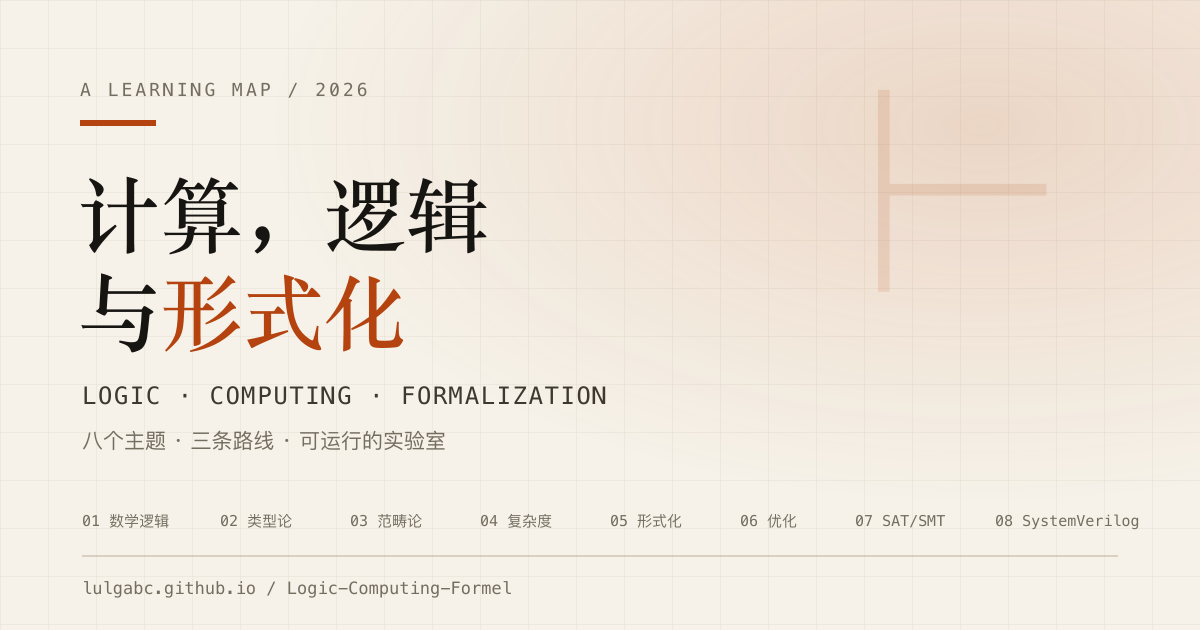 A LEARNING MAP / 2026
计算，逻辑
与形式化
LOGIC · COMPUTING · FORMALIZATION
八个主题 · 三条路线 · 可运行的实验室
01 数学逻辑 02 类型论 03 范畴论 04 复杂度 05 形式化 06 优化 07 SAT/SMT 08 SystemVerilog
lulgabc.github.io / Logic-Computing-Formel